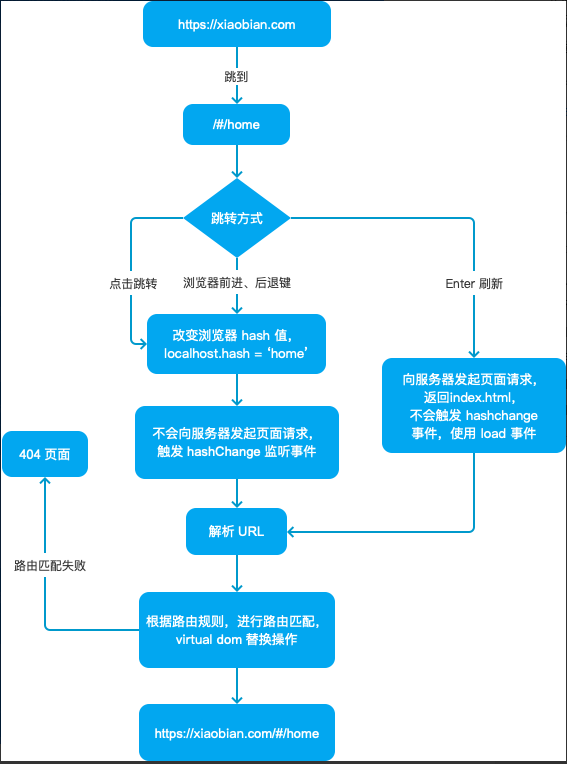 https://xiaobian.com
跳到
/#/home
跳转方式
点击跳转
浏览器前进、后退键
Enter 刷新
改变浏览器 hash 值，
localhost.hash = ‘home’
向服务器发起页面请求，
返回index.html，
不会触发 hashchange
事件，使用 load 事件
不会向服务器发起页面请求，
触发 hashChange 监听事件
404 页面
解析 URL
路由匹配失败
根据路由规则，进行路由匹配，
virtual dom 替换操作
https://xiaobian.com/#/home